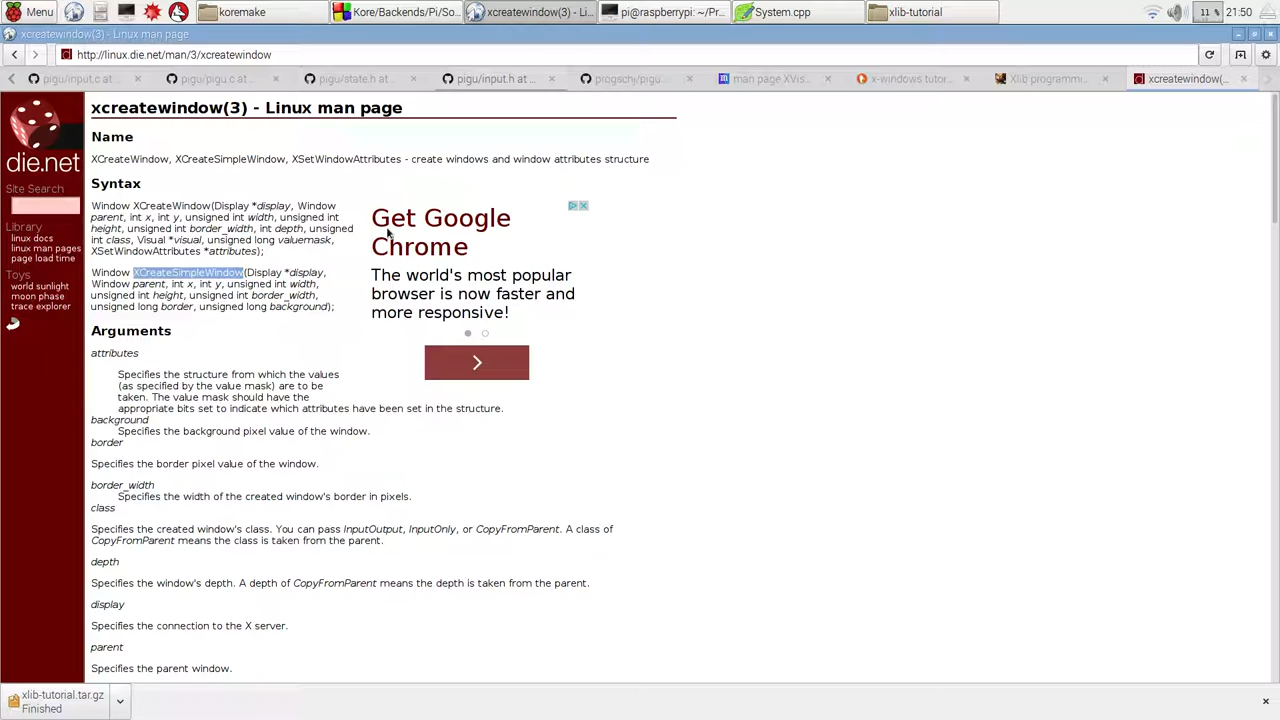 Menu
koremake
Kore/Backends/Pi/So...
xcreatewindow(3) - Li...
pi@raspberrypi: ~/Pr...
System.cpp
xlib-tutorial
11 %
21:50
xcreatewindow(3) - Linux man page
http://linux.die.net/man/3/xcreatewindow
pigu/input.c at ...
pigu/pigu.c at ...
pigu/state.h at ...
pigu/input.h at ...
progschj/pigu
man page XVis...
x-windows tutor...
Xlib programmi...
xcreatewindow(...
die.net
Site Search
Library
linux docs
linux man pages
page load time
Toys
world sunlight
moon phase
trace explorer
xcreatewindow(3) - Linux man page
Name
XCreateWindow, XCreateSimpleWindow, XSetWindowAttributes - create windows and window attributes structure
Syntax
Window XCreateWindow(Display *display, Window
parent, int x, int y, unsigned int width, unsigned int
height, unsigned int border_width, int depth, unsigned
int class, Visual *visual, unsigned long valuemask,
XSetWindowAttributes *attributes);
Window XCreateSimpleWindow(Display *display,
Window parent, int x, int y, unsigned int width,
unsigned int height, unsigned int border_width,
unsigned long border, unsigned long background);
Get Google
Chrome
The world's most popular
browser is now faster and
more responsive!
Arguments
attributes
Specifies the structure from which the values
(as specified by the value mask) are to be
taken. The value mask should have the
appropriate bits set to indicate which attributes have been set in the structure.
background
Specifies the background pixel value of the window.
border
Specifies the border pixel value of the window.
border_width
Specifies the width of the created window's border in pixels.
class
Specifies the created window's class. You can pass InputOutput, InputOnly, or CopyFromParent. A class of
CopyFromParent means the class is taken from the parent.
depth
Specifies the window's depth. A depth of CopyFromParent means the depth is taken from the parent.
display
Specifies the connection to the X server.
parent
Specifies the parent window.
xlib-tutorial.tar.gz
Finished